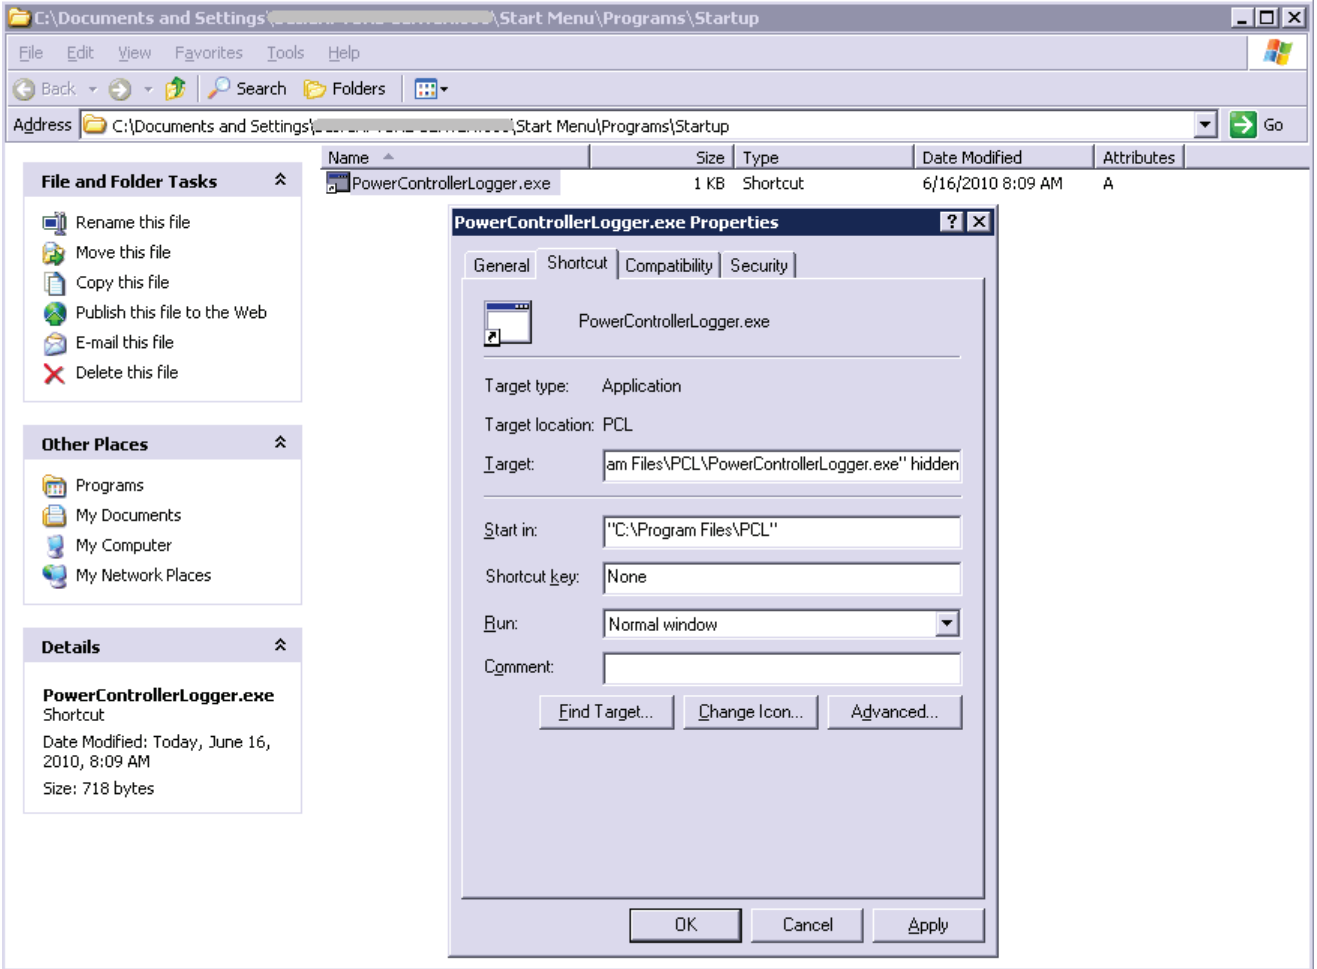 C:\Documents and Settings\ \Start Menu\Programs\Startup
File Edit View Favorites Tools Help
Back Search Folders
Address C:\Documents and Settings\ \Start Menu\Programs\Startup Go
Name Size Type Date Modified Attributes
PowerControllerLogger.exe 1 KB Shortcut 6/16/2010 8:09 AM A
File and Folder Tasks
Rename this file
Move this file
Copy this file
Publish this file to the Web
E-mail this file
Delete this file
Other Places
Programs
My Documents
My Computer
My Network Places
Details
PowerControllerLogger.exe
Shortcut
Date Modified: Today, June 16,
2010, 8:09 AM
Size: 718 bytes
PowerControllerLogger.exe Properties
General Shortcut Compatibility Security
PowerControllerLogger.exe
Target type: Application
Target location: PCL
Target: am Files\PCL\PowerControllerLogger.exe" hidden
Start in: "C:\Program Files\PCL"
Shortcut key: None
Run: Normal window
Comment:
Find Target... Change Icon... Advanced...
OK Cancel Apply